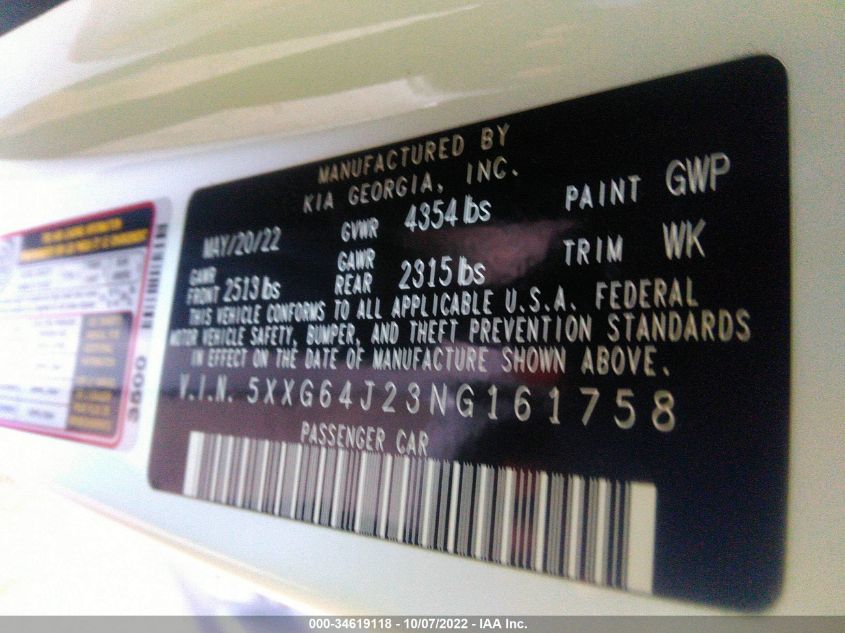 MANUFACTURED BY
KIA GEORGIA, INC.
MAY/20/22 GVWR 4354 lbs PAINT GWP
GAWR FRONT 2513 lbs GAWR REAR 2315 lbs TRIM WK
THIS VEHICLE CONFORMS TO ALL APPLICABLE U.S.A. FEDERAL
MOTOR VEHICLE SAFETY, BUMPER, AND THEFT PREVENTION STANDARDS
IN EFFECT ON THE DATE OF MANUFACTURE SHOWN ABOVE.
V.I.N. 5XXG64J23NG161758
PASSENGER CAR
3600
000-34619118 - 10/07/2022 - IAA Inc.